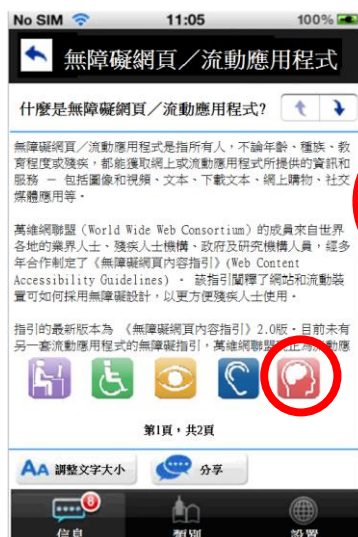 No SIM 11:05 100%
無障礙網頁／流動應用程式
什麼是無障礙網頁／流動應用程式?
無障礙網頁／流動應用程式是指所有人，不論年齡、種族、教
育程度或殘疾，都能獲取網上或流動應用程式所提供的資訊和
服務 － 包括圖像和視頻、文本、下載文本、網上購物、社交
媒體應用等。
萬維網聯盟（World Wide Web Consortium）的成員來自世界
各地的業界人士、殘疾人士機構、政府及研究機構人員，經多
年合作制定了《無障礙網頁內容指引》(Web Content
Accessibility Guidelines) 。 該指引闡釋了網站和流動裝
置可如何採用無障礙設計，以更方便殘疾人士使用。
指引的最新版本為 《無障礙網頁內容指引》2.0版。目前未有
另一套流動應用程式的無障礙指引，萬維網聯盟現正為流動應
第1頁，共2頁
AA 調整文字大小
分享
8
信息 類別 設置